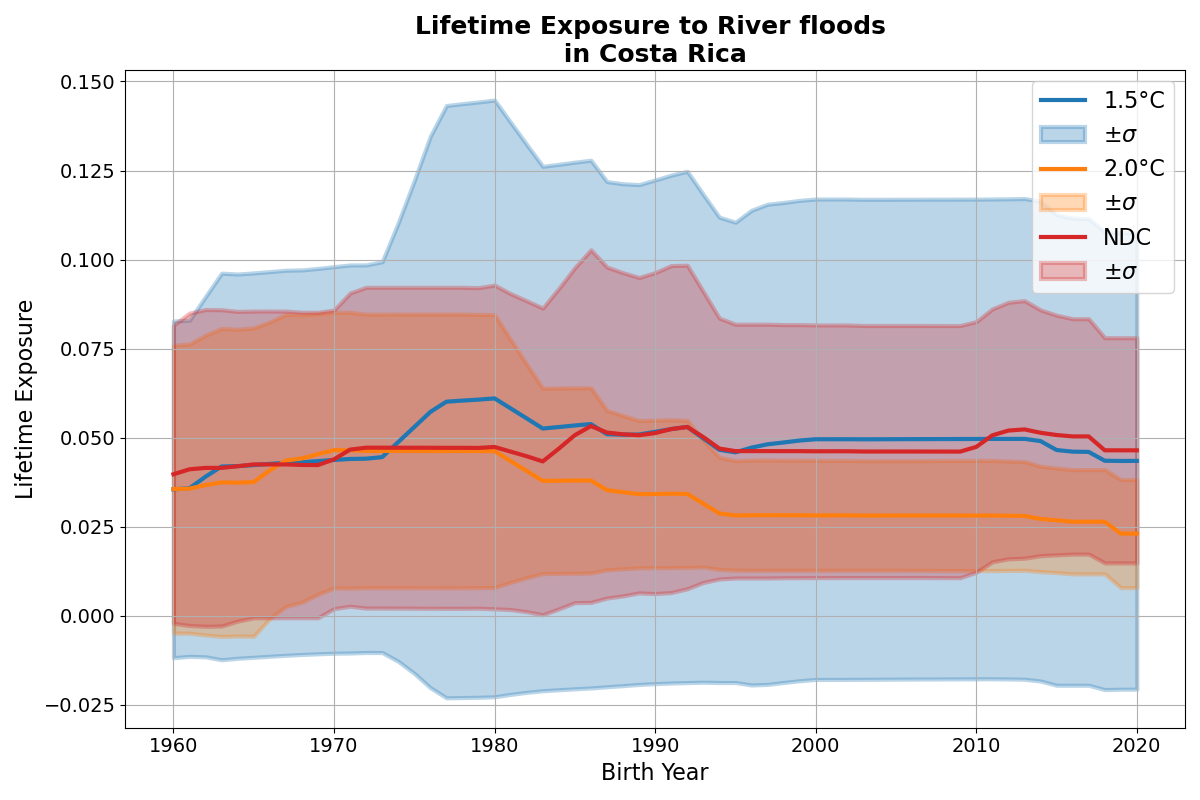 Lifetime Exposure to River floods
in Costa Rica
0.150
0.125
0.100
0.075
0.050
0.025
0.000
−0.025
Lifetime Exposure
1960
1970
1980
1990
2000
2010
2020
Birth Year
1.5°C
±σ
2.0°C
±σ
NDC
±σ